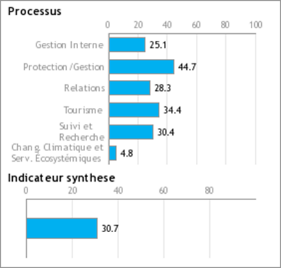 Processus
0 20 40 60 80 100
Gestion Interne 25.1
Protection /Gestion 44.7
Relations 28.3
Tourisme 34.4
Suivi et
Recherche 30.4
Chang. Climatique et
Serv. Ecosystémiques 4.8
Indicateur synthese
0 20 40 60 80
30.7